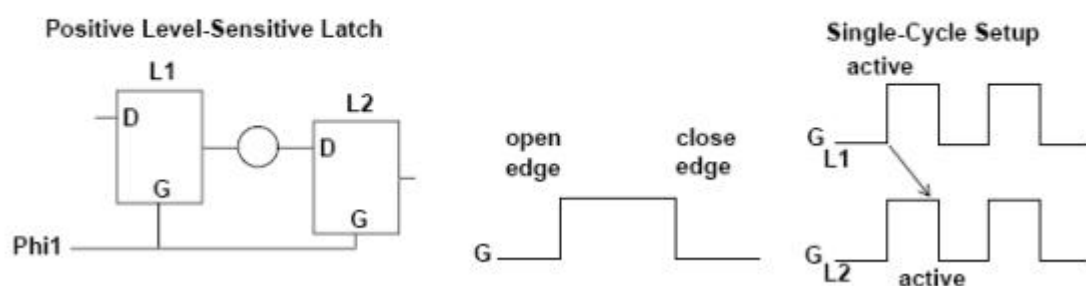 Positive Level-Sensitive Latch
L1
D
G
L2
D
G
Phi1
open
edge
close
edge
G
Single-Cycle Setup
active
G L1
G L2
active